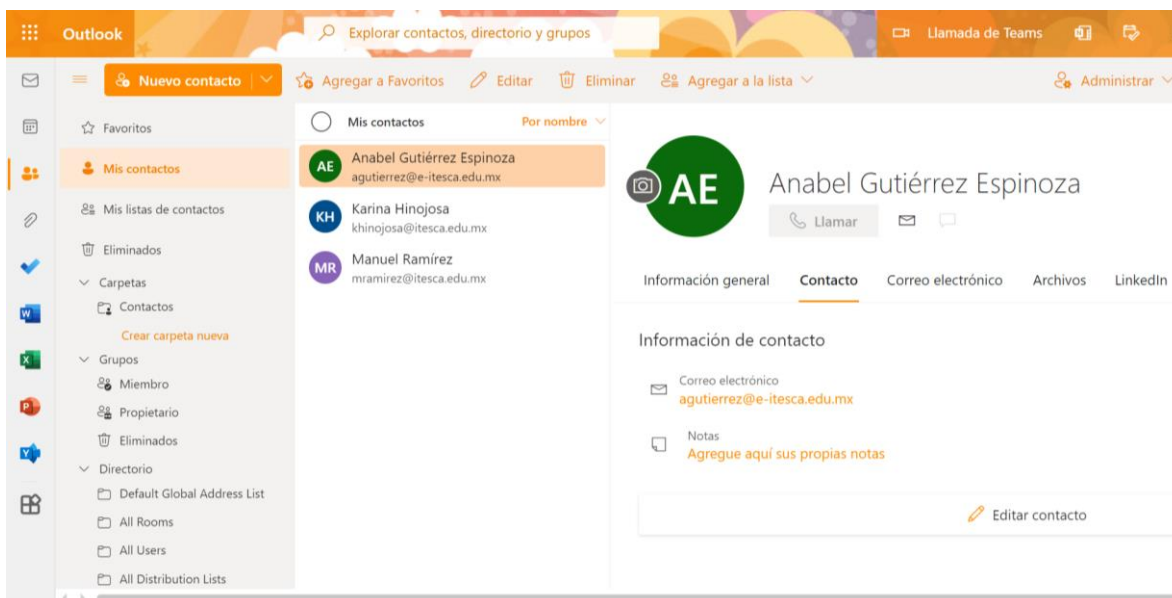 Outlook
Explorar contactos, directorio y grupos
Llamada de Teams
Nuevo contacto
Agregar a Favoritos
Editar
Eliminar
Agregar a la lista
Administrar
Favoritos
Mis contactos
Mis listas de contactos
Eliminados
Carpetas
Contactos
Crear carpeta nueva
Grupos
Miembro
Propietario
Eliminados
Directorio
Default Global Address List
All Rooms
All Users
All Distribution Lists
Mis contactos
Por nombre
AE
Anabel Gutiérrez Espinoza
agutierrez@e-itesca.edu.mx
KH
Karina Hinojosa
khinojosa@itesca.edu.mx
MR
Manuel Ramírez
mramirez@itesca.edu.mx
AE
Anabel Gutiérrez Espinoza
Llamar
Información general
Contacto
Correo electrónico
Archivos
LinkedIn
Información de contacto
Correo electrónico
agutierrez@e-itesca.edu.mx
Notas
Agregue aquí sus propias notas
Editar contacto